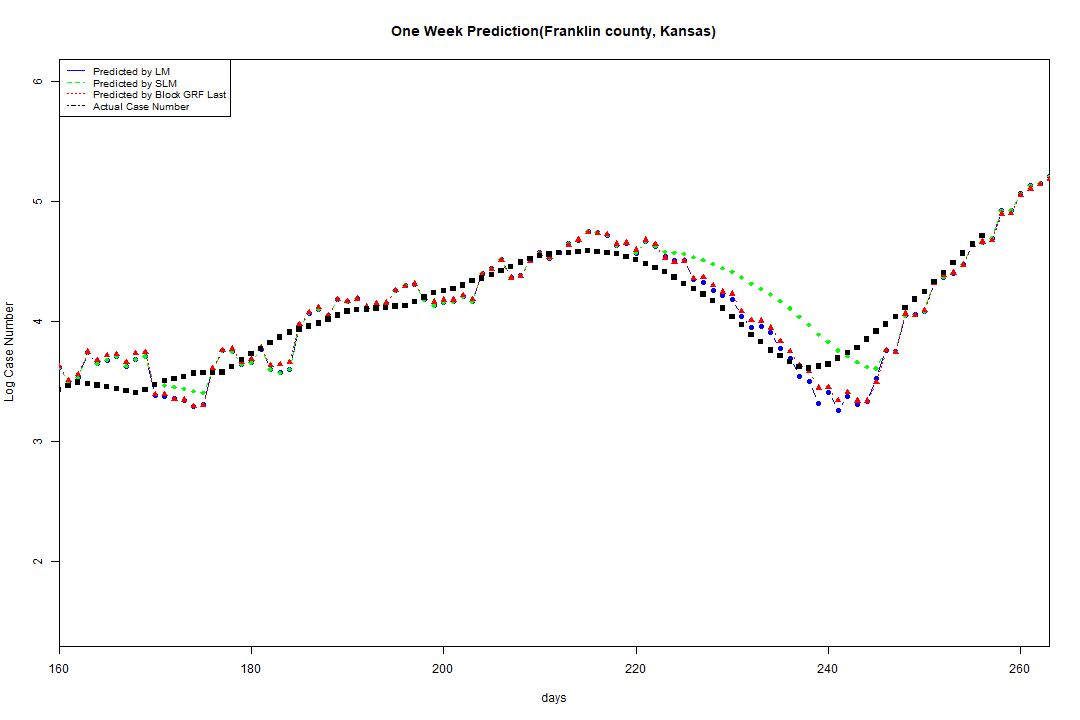 One Week Prediction(Franklin county, Kansas)
Predicted by LM
Predicted by SLM
Predicted by Block GRF Last
Actual Case Number
6
5
4
3
2
Log Case Number
160 180 200 220 240 260
days